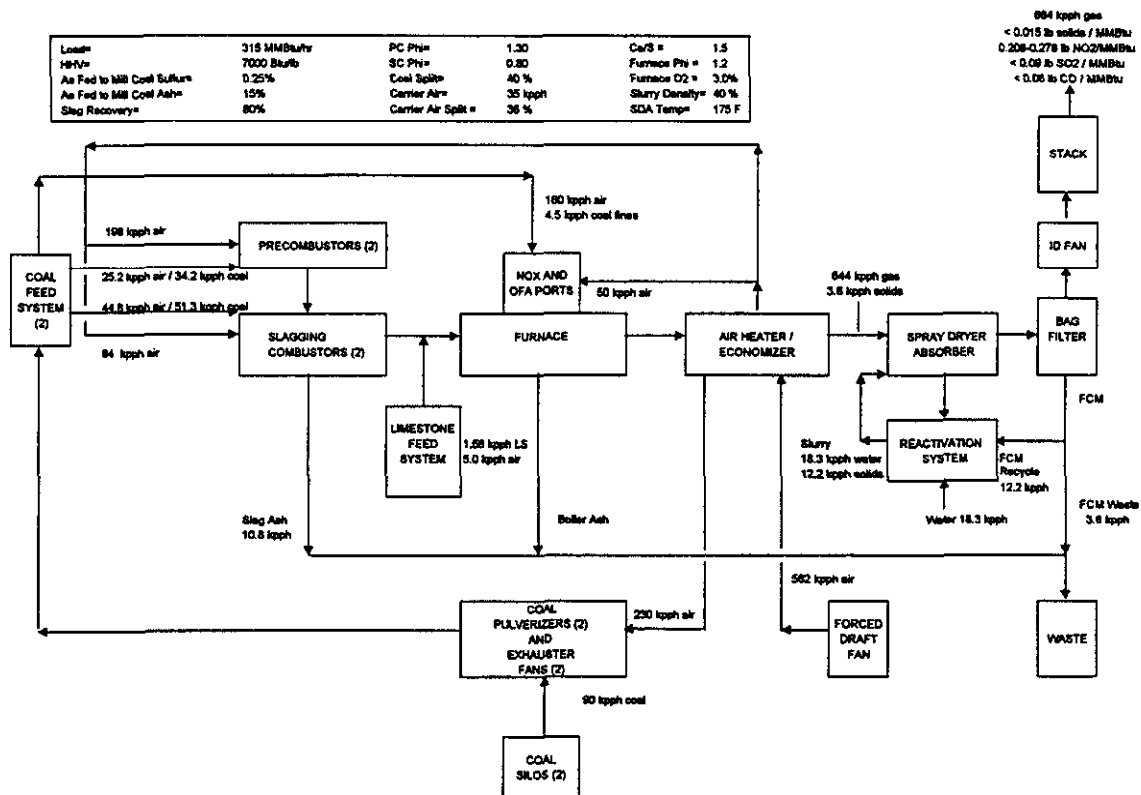 664 kpph gas
< 0.015 lb solids / MMBtu
0.208-0.278 lb NO2/MMBtu
< 0.09 lb SO2 / MMBtu
< 0.06 lb CO / MMBtu
Load= 315 MMBtu/hr PC Phi= 1.30 Ca/S = 1.5
HHV= 7000 Btu/lb SC Phi= 0.80 Furnace Phi = 1.2
As Fed to Mill Coal Sulfur= 0.25% Coal Split= 40 % Furnace O2 = 3.0%
As Fed to Mill Coal Ash= 15% Carrier Air= 35 kpph Slurry Density= 40 %
Slag Recovery= 80% Carrier Air Split = 36 % SDA Temp= 175 F
STACK
ID FAN
BAG
FILTER
160 kpph air
4.5 kpph coal fines
198 kpph air
PRECOMBUSTORS (2)
COAL
FEED
SYSTEM
(2)
25.2 kpph air / 34.2 kpph coal
44.8 kpph air / 51.3 kpph coal
84 kpph air
NOX AND
OFA PORTS
50 kpph air
644 kpph gas
3.6 kpph solids
SLAGGING
COMBUSTORS (2)
FURNACE
AIR HEATER /
ECONOMIZER
SPRAY DRYER
ABSORBER
FCM
LIMESTONE
FEED
SYSTEM
1.68 kpph LS
5.0 kpph air
Slurry
18.3 kpph water
12.2 kpph solids
REACTIVATION
SYSTEM
FCM
Recycle
12.2 kpph
Water 18.3 kpph
FCM Waste
3.6 kpph
Slag Ash
10.8 kpph
Boiler Ash
562 kpph air
230 kpph air
COAL
PULVERIZERS (2)
AND
EXHAUSTER
FANS (2)
FORCED
DRAFT
FAN
WASTE
90 kpph coal
COAL
SILOS (2)